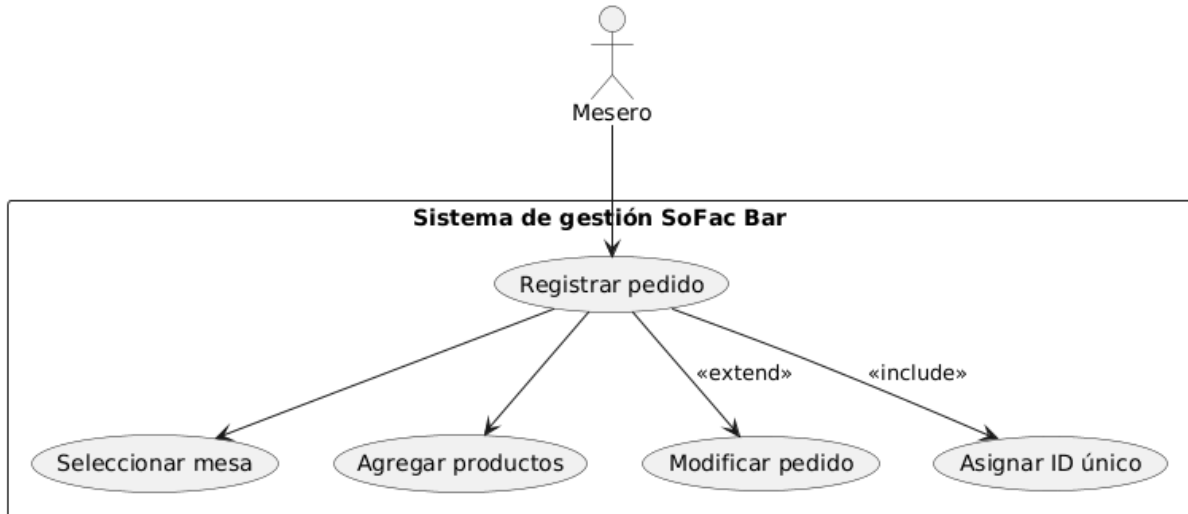 Mesero
Sistema de gestión SoFac Bar
Registrar pedido
«extend»
«include»
Seleccionar mesa
Agregar productos
Modificar pedido
Asignar ID único